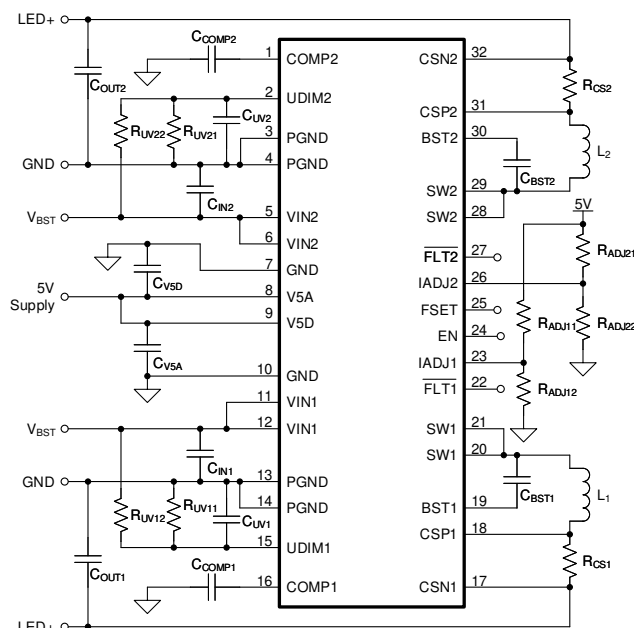 LED+
C_COMP2
1
COMP2
CSN2
32
C_OUT2
R_CS2
2
UDIM2
CSP2
31
R_UV22
R_UV21
C_UV2
3
PGND
BST2
30
L2
GND
4
PGND
C_BST2
C_IN2
SW2
29
V_BST
5
VIN2
SW2
28
5V
6
VIN2
FLT2
27
R_ADJ21
7
GND
C_V5D
IADJ2
26
5V
Supply
8
V5A
FSET
25
R_ADJ11
R_ADJ22
9
V5D
EN
24
C_V5A
IADJ1
23
10
GND
R_ADJ12
11
VIN1
FLT1
22
V_BST
12
VIN1
SW1
21
C_IN1
SW1
20
GND
13
PGND
C_BST1
L1
R_UV12
R_UV11
C_UV1
14
PGND
BST1
19
15
UDIM1
CSP1
18
C_OUT1
C_COMP1
R_CS1
16
COMP1
CSN1
17
LED+